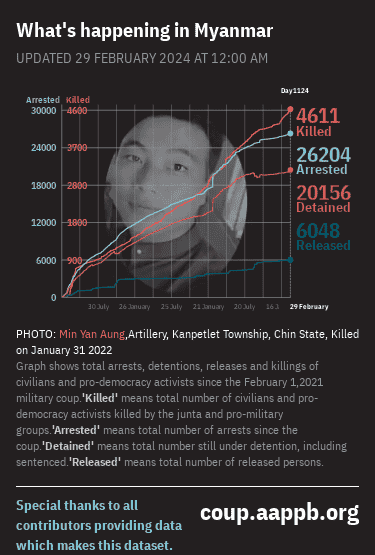 What's happening in Myanmar
UPDATED 29 FEBRUARY 2024 AT 12:00 AM
Day1124
Arrested Killed
30000 4600
24000 3700
18000 2800
12000 1800
6000 900
0
4611
Killed
26204
Arrested
20156
Detained
6048
Released
30 July 26 January 25 July 21 January 20 July 16 J 29 February
PHOTO: Min Yan Aung,Artillery, Kanpetlet Township, Chin State, Killed
on January 31 2022
Graph shows total arrests, detentions, releases and killings of
civilians and pro-democracy activists since the February 1,2021
military coup.'Killed' means total number of civilians and pro-
democracy activists killed by the junta and pro-military
groups.'Arrested' means total number of arrests since the
coup.'Detained' means total number still under detention, including
sentenced.'Released' means total number of released persons.
Special thanks to all
contributors providing data
which makes this dataset.
coup.aappb.org